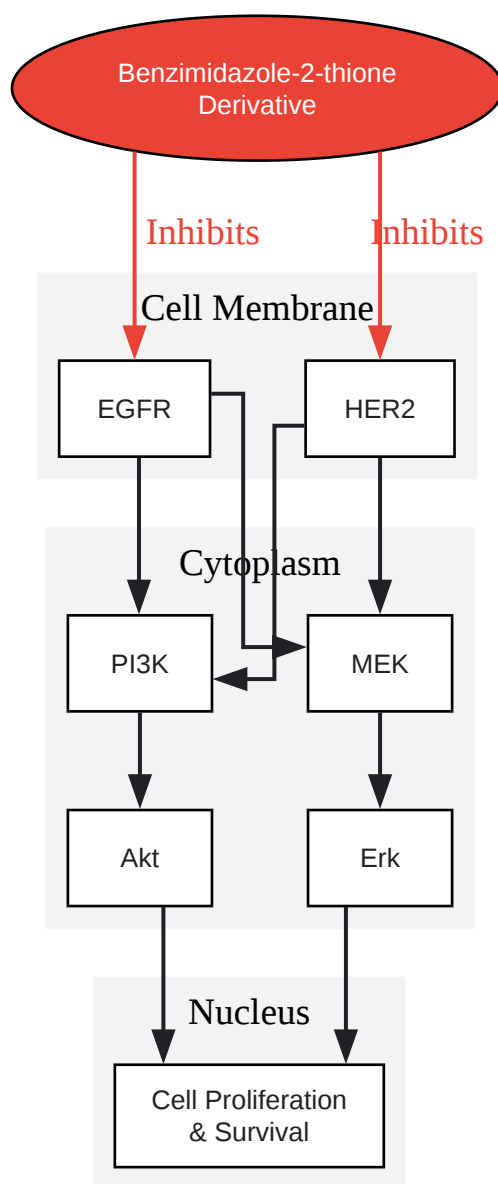 Benzimidazole-2-thione
Derivative
Inhibits
Inhibits
Cell Membrane
EGFR
HER2
Cytoplasm
PI3K
MEK
Akt
Erk
Nucleus
Cell Proliferation
& Survival